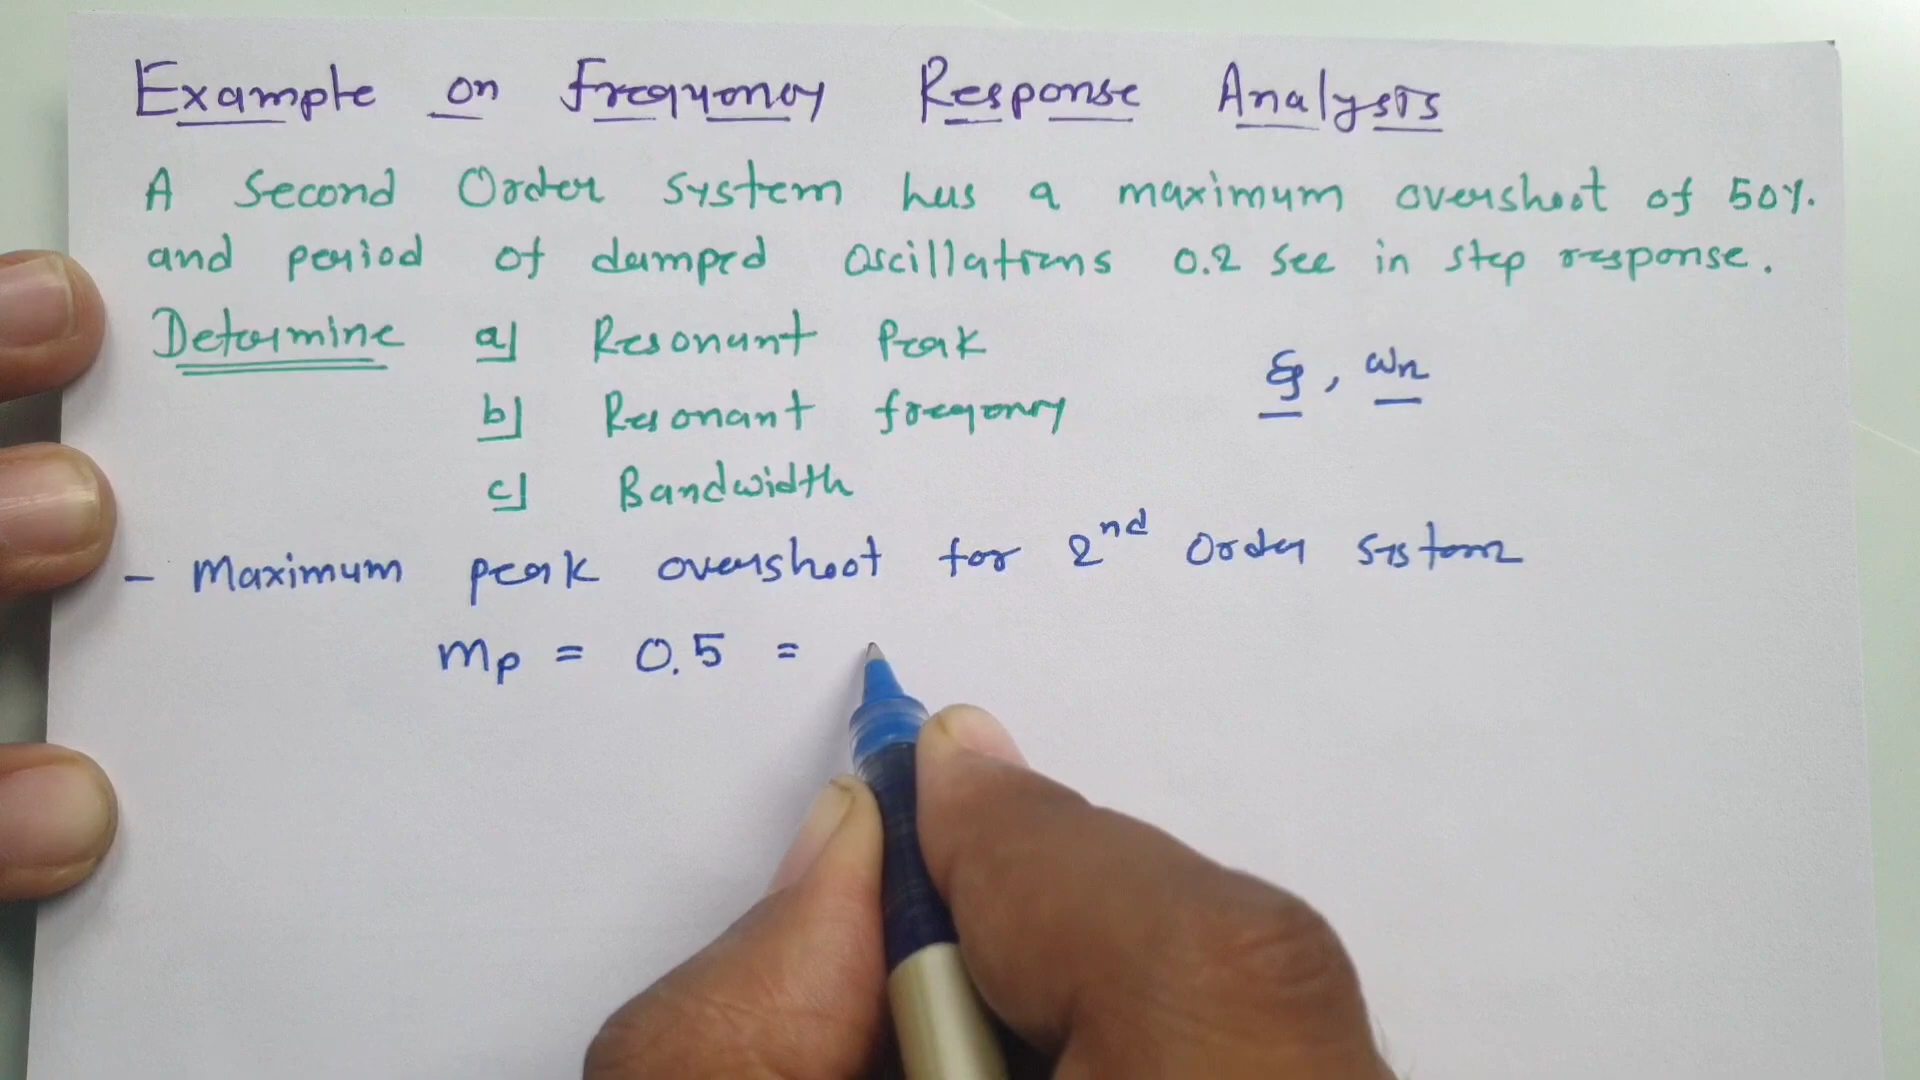 Example on Frequency Response Analysis
A Second Order system has a maximum overshoot of 50%
and period of damped oscillations 0.2 sec in step response.
Determine a] Resonant Peak
ξ, ωn
b] Resonant frequency
c] Bandwidth
- Maximum peak overshoot for 2nd Order system
Mp = 0.5 =